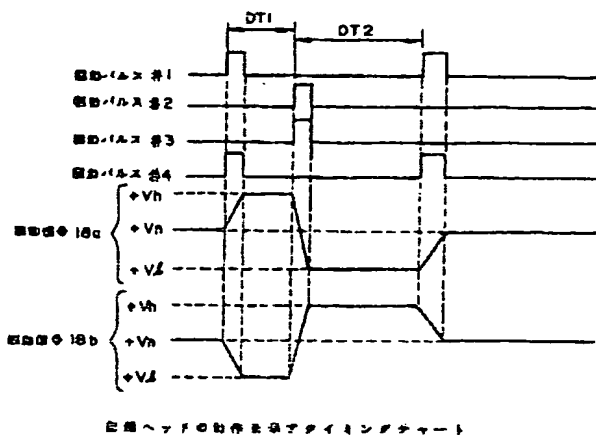 DT1
DT2
駆動パルス #1
駆動パルス #2
駆動パルス #3
駆動パルス #4
+Vh
駆動信号 18a
+Vn
+Vl
+Vh
駆動信号 18b
+Vn
+Vl
記録ヘッドの動作を示すタイミングチャート